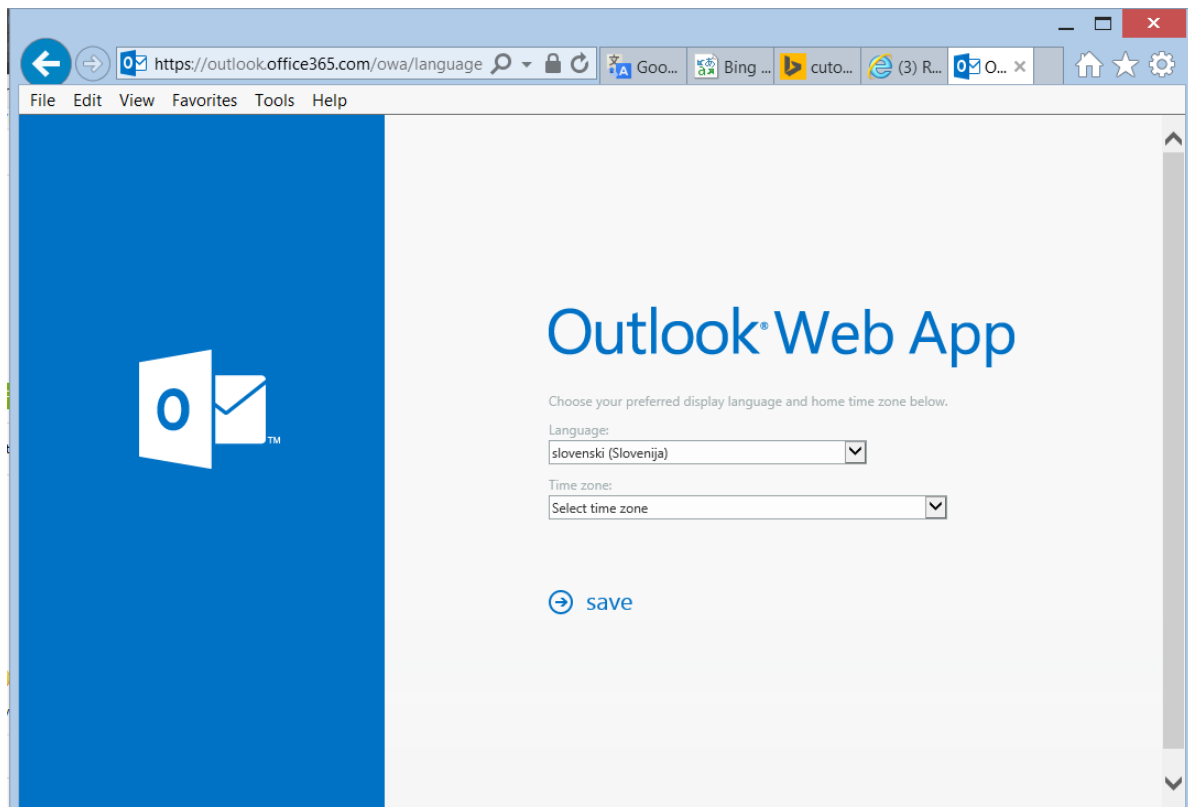 https://outlook.office365.com/owa/language
Goo...
Bing ...
cuto...
(3) R...
O...
File Edit View Favorites Tools Help
Outlook® Web App
O
TM
Choose your preferred display language and home time zone below.
Language:
slovenski (Slovenija)
Time zone:
Select time zone
save